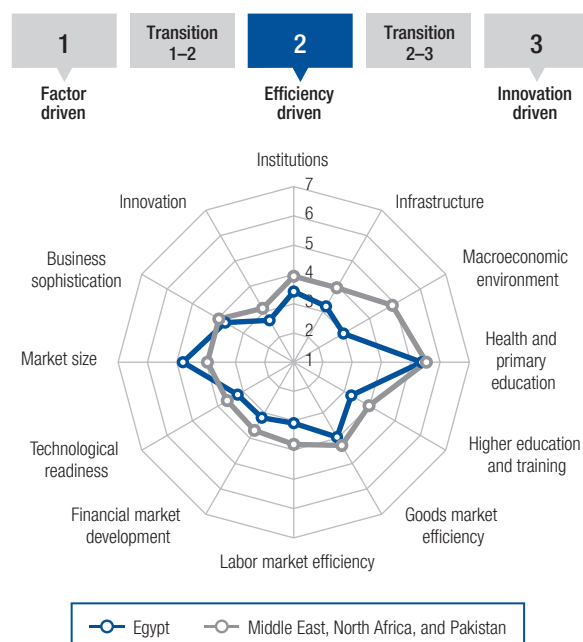 1
Transition
1–2
2
Transition
2–3
3
Factor
driven
Efficiency
driven
Innovation
driven
Institutions
Infrastructure
Macroeconomic
environment
Health and
primary
education
Higher education
and training
Goods market
efficiency
Labor market efficiency
Financial market
development
Technological
readiness
Market size
Business
sophistication
Innovation
7
6
5
4
3
2
1
Egypt
Middle East, North Africa, and Pakistan